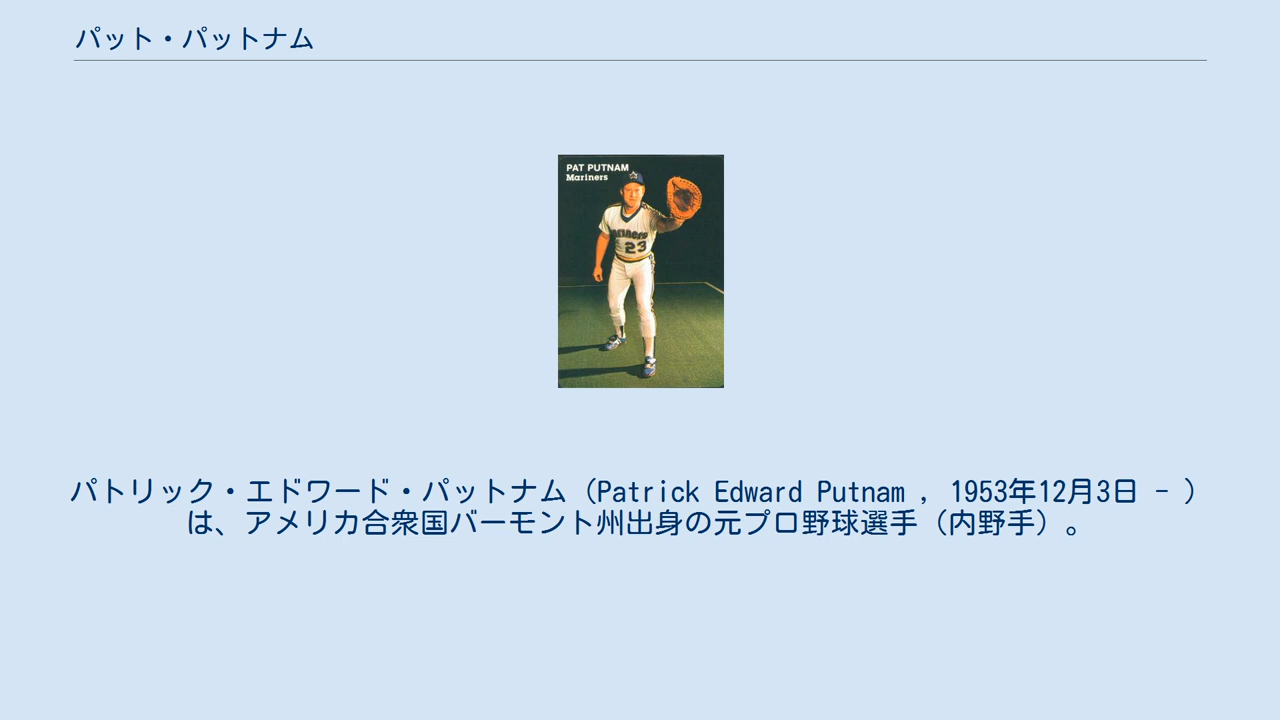 パット・パットナム
PAT PUTNAM
Mariners
23
パトリック・エドワード・パットナム（Patrick Edward Putnam , 1953年12月3日 - ）
は、アメリカ合衆国バーモント州出身の元プロ野球選手（内野手）。